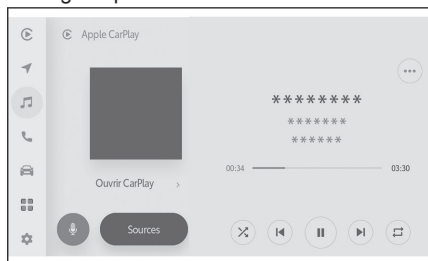 Apple CarPlay
Ouvrir CarPlay >
Sources
********
*******
******
00:34 03:30